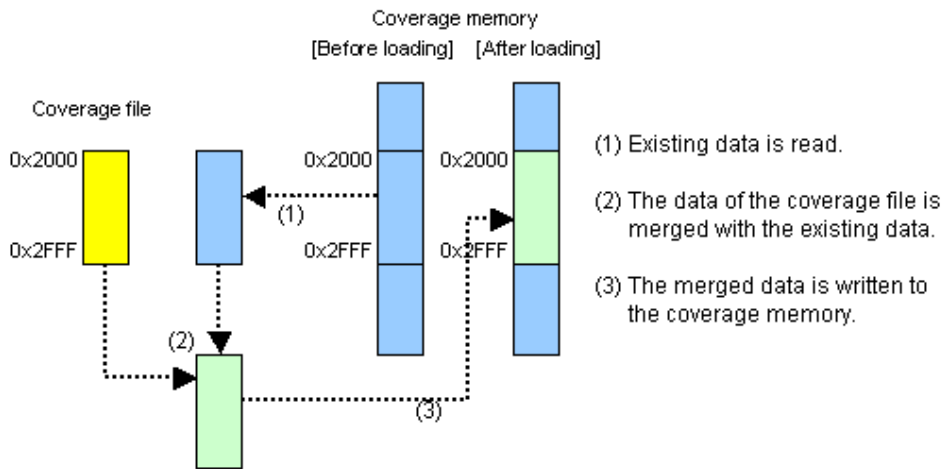 Coverage memory
[Before loading] [After loading]
Coverage file
0x2000
0x2000
0x2000
(1) Existing data is read.
(1)
(2) The data of the coverage file is
merged with the existing data.
0x2FFF
0x2FFF
0x2FFF
(3) The merged data is written to
the coverage memory.
(2)
(3)